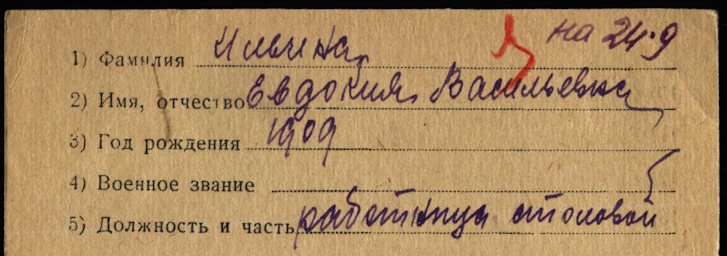 на 24.9
1) Фамилия Ильина
2) Имя, отчество Евдокия Васильевна
3) Год рождения 1909
4) Военное звание
5) Должность и часть работница столовой